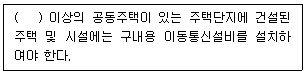 (   )이상의 공동주택이 있는 주택단지에 건설된
주택 및 시설에는 구내용 이동통신설비를 설치하
여야 한다.